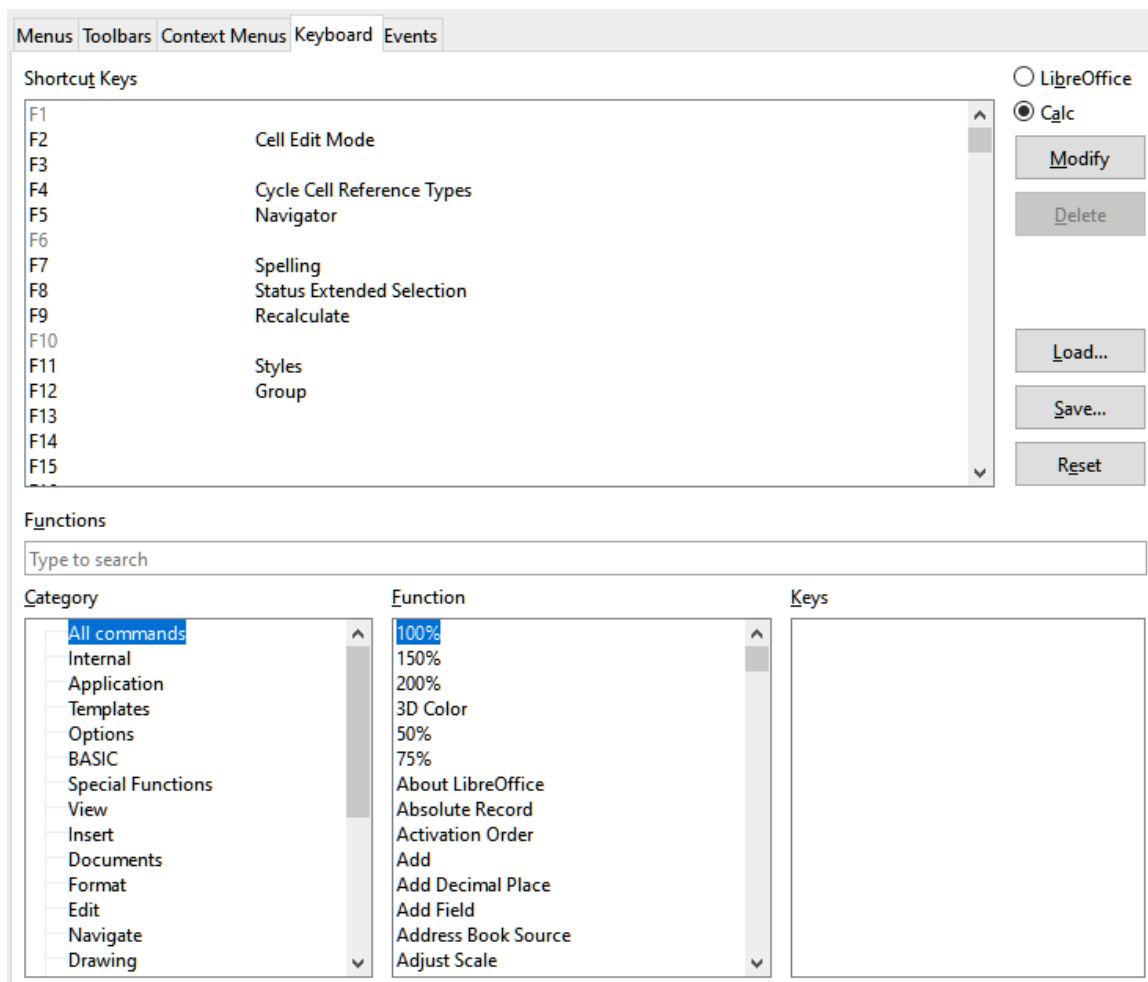 Menus Toolbars Context Menus Keyboard Events
Shortcut Keys
LibreOffice
Calc
Modify
Delete
Load...
Save...
Reset
F1
F2 Cell Edit Mode
F3
F4 Cycle Cell Reference Types
F5 Navigator
F6
F7 Spelling
F8 Status Extended Selection
F9 Recalculate
F10
F11 Styles
F12 Group
F13
F14
F15
Functions
Type to search
Category
All commands
Internal
Application
Templates
Options
BASIC
Special Functions
View
Insert
Documents
Format
Edit
Navigate
Drawing
Function
100%
150%
200%
3D Color
50%
75%
About LibreOffice
Absolute Record
Activation Order
Add
Add Decimal Place
Add Field
Address Book Source
Adjust Scale
Keys